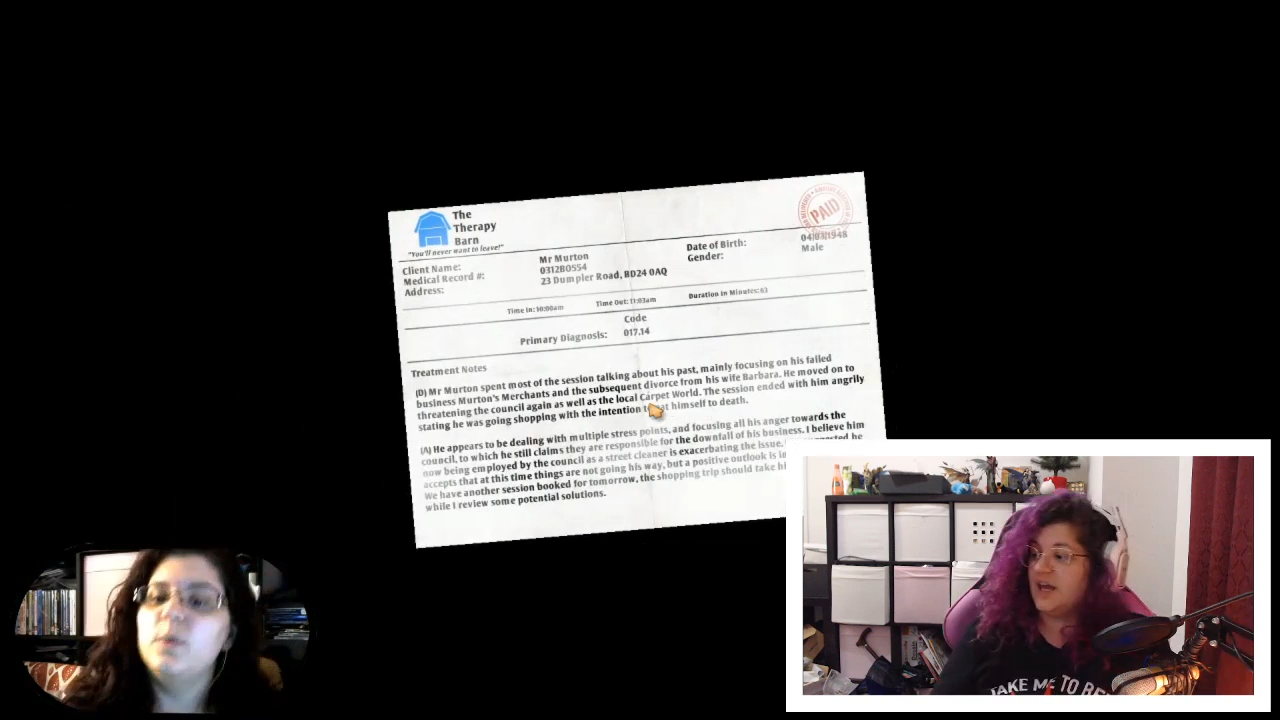 The
Therapy
Barn
"You'll never want to leave!"
PAID
Client Name: Mr Murton Date of Birth: 04/03/1948
Medical Record #: 0312B0554 Gender: Male
Address: 23 Dumpler Road, BD24 0AQ
Time In: 10:00am Time Out: 11:03am Duration in Minutes: 63
Code
Primary Diagnosis: 017.14
Treatment Notes
(D) Mr Murton spent most of the session talking about his past, mainly focusing on his failed
business Murton's Merchants and the subsequent divorce from his wife Barbara. He moved on to
threatening the council again as well as the local Carpet World. The session ended with him angrily
stating he was going shopping with the intention himself to death.
(A) He appears to be dealing with multiple stress points, and focusing all his anger towards the
council, to which he still claims they are responsible for the downfall of his business. I believe him
now being employed by the council as a street cleaner is exacerbating the issue. he
accepts that at this time things are not going his way, but a positive outlook is
We have another session booked for tomorrow, the shopping trip should take
while I review some potential solutions.
TAKE ME TO